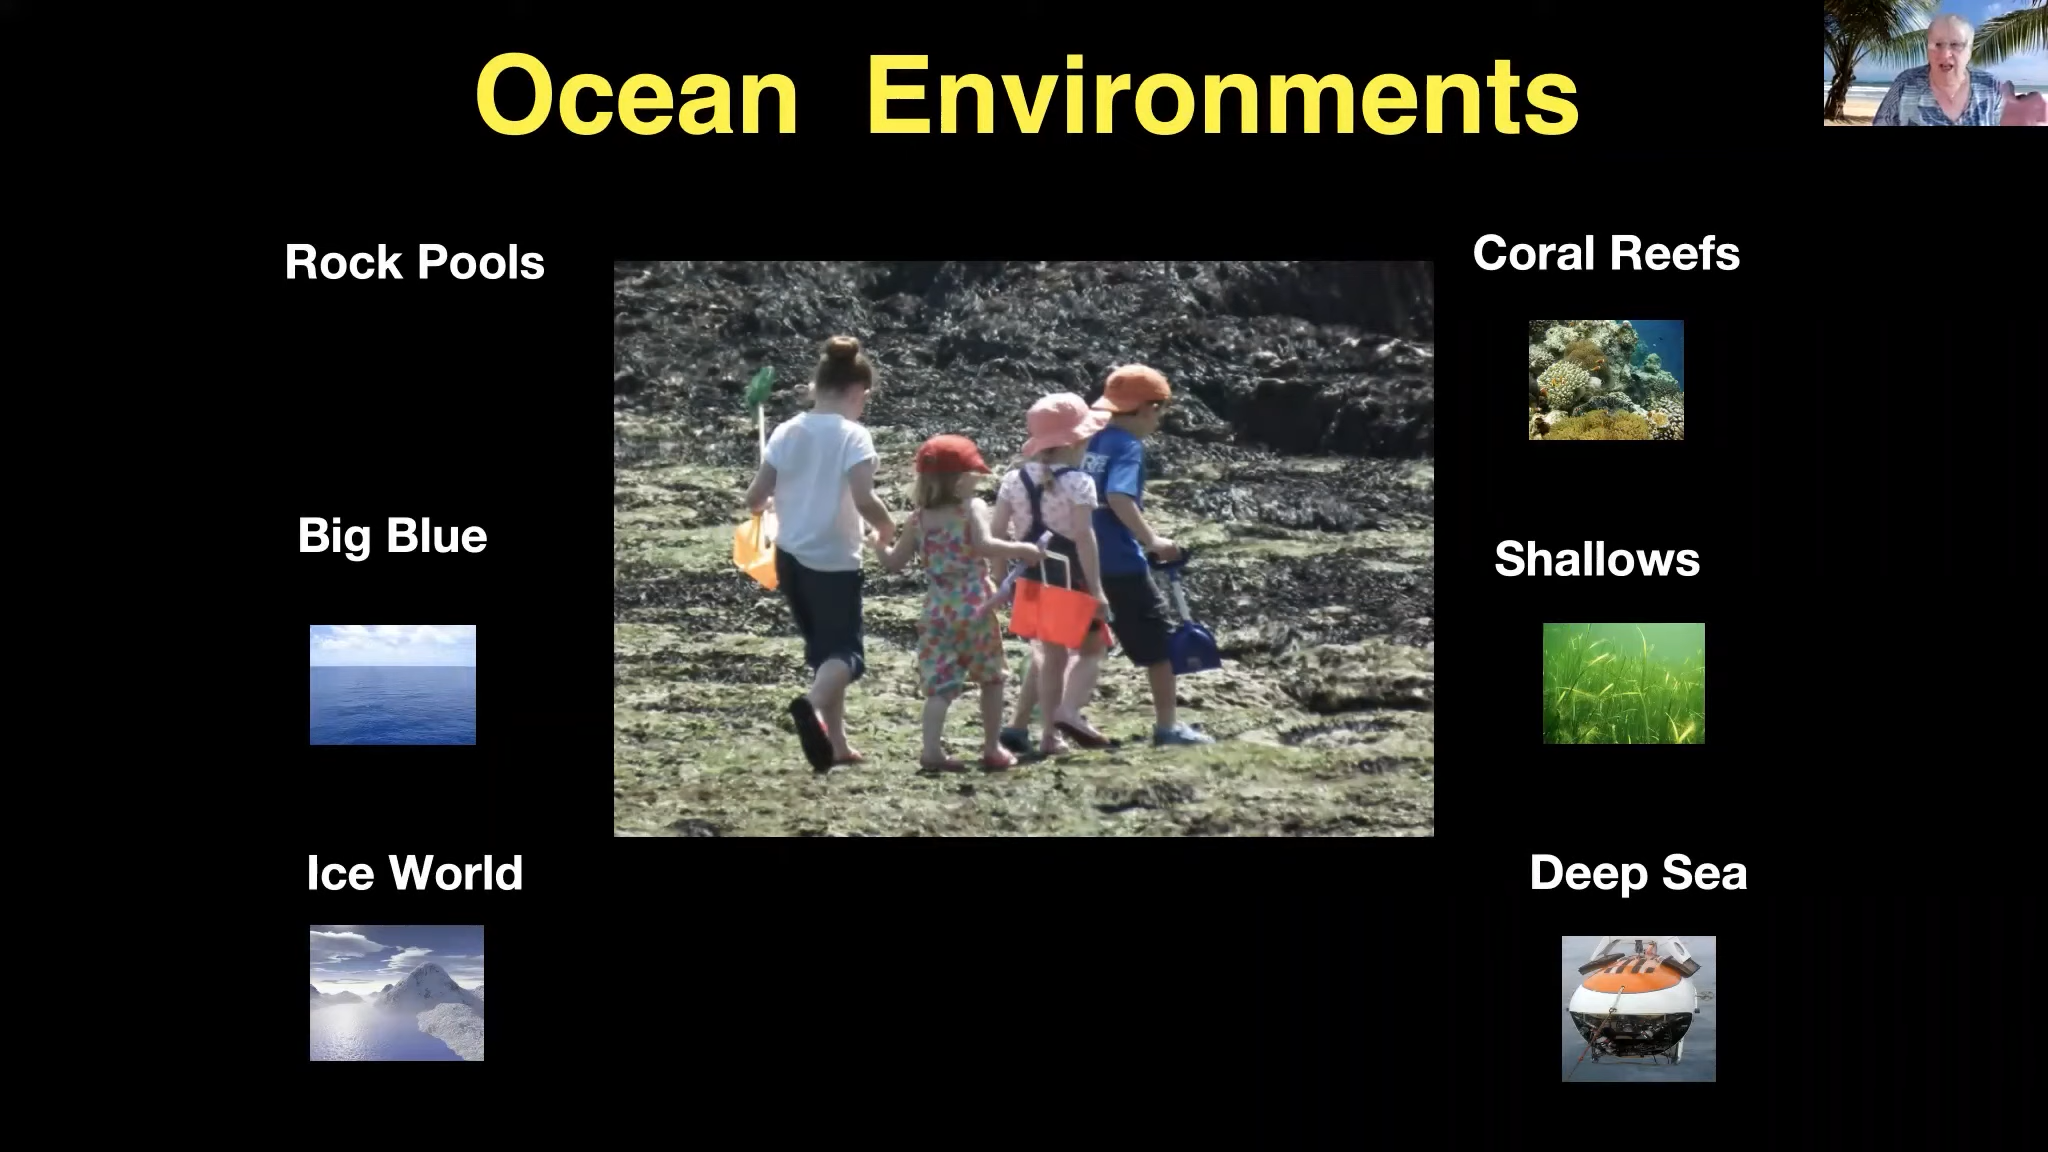 Ocean Environments
Rock Pools
Coral Reefs
Big Blue
Shallows
Ice World
Deep Sea